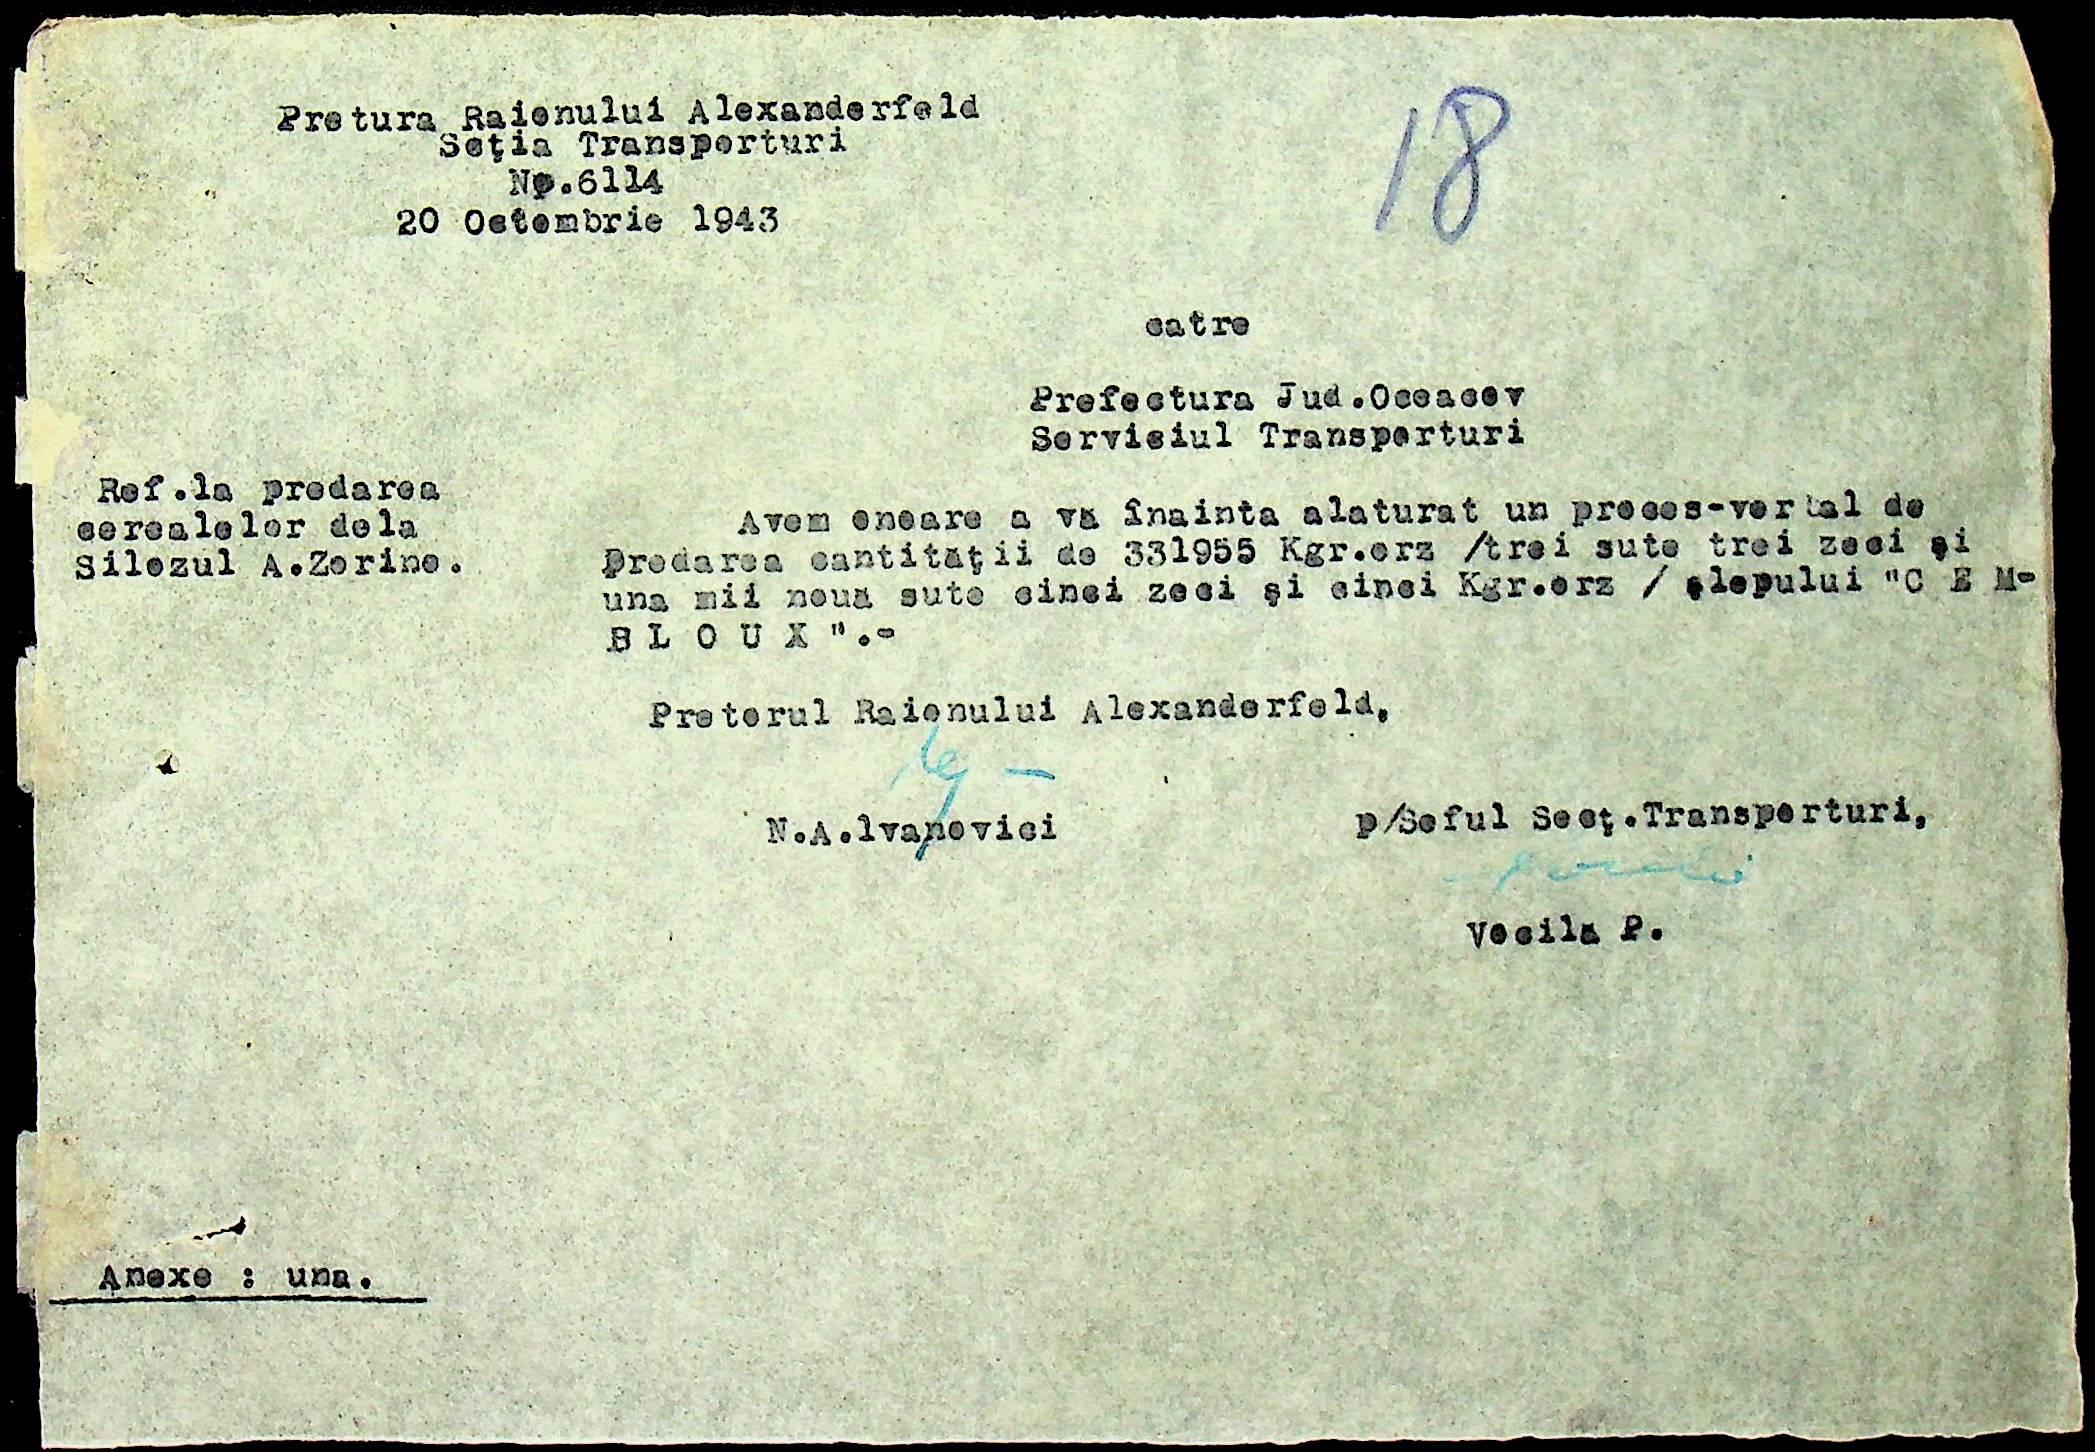 Pretura Raionului Alexanderfeld
Seţia Transporturi
Nr.6114
20 Octombrie 1943
18
catre
Prefectura Jud.Oceacov
Serviciul Transporturi
Ref.la predarea
cerealelor dela
Silozul A.Zorino.
Avem onoare a vă înainta alaturat un proces-verbal de
predarea cantităţii de 331955 Kgr.orz /trei sute trei zeci şi
una mii nouă sute cinci zeci şi cinci Kgr.orz / şlepului "C E M-
B L O U X".-
Pretorul Raionului Alexanderfeld,
N.A.lvanovici
p/Seful Secţ.Transporturi,
Vocilă P.
Anexe : una.